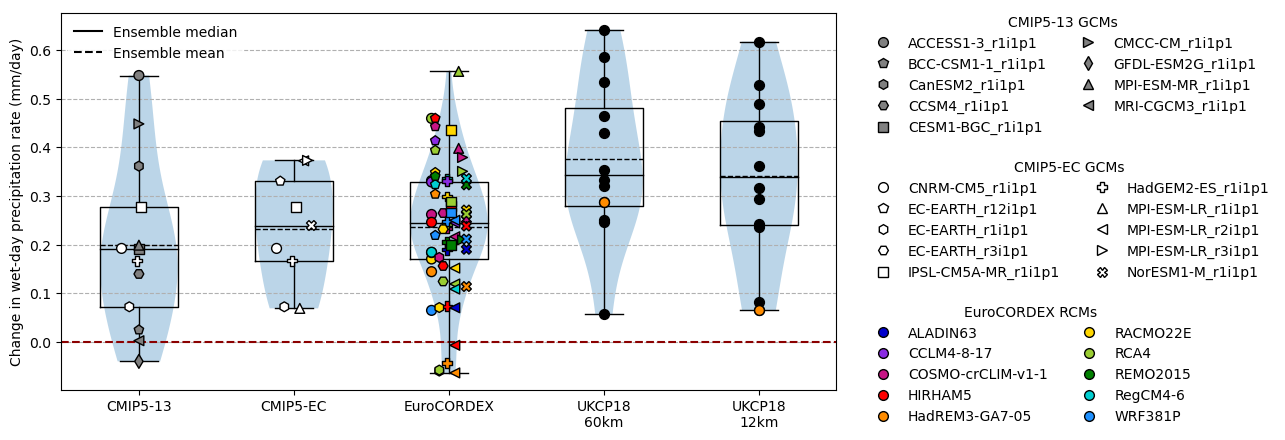 Change in wet-day precipitation rate (mm/day)
0.6
0.5
0.4
0.3
0.2
0.1
0.0
Ensemble median
Ensemble mean
CMIP5-13
CMIP5-EC
EuroCORDEX
UKCP18
60km
UKCP18
12km
CMIP5-13 GCMs
ACCESS1-3_r1i1p1
BCC-CSM1-1_r1i1p1
CanESM2_r1i1p1
CCSM4_r1i1p1
CESM1-BGC_r1i1p1
CMCC-CM_r1i1p1
GFDL-ESM2G_r1i1p1
MPI-ESM-MR_r1i1p1
MRI-CGCM3_r1i1p1
CMIP5-EC GCMs
CNRM-CM5_r1i1p1
EC-EARTH_r12i1p1
EC-EARTH_r1i1p1
EC-EARTH_r3i1p1
IPSL-CM5A-MR_r1i1p1
HadGEM2-ES_r1i1p1
MPI-ESM-LR_r1i1p1
MPI-ESM-LR_r2i1p1
MPI-ESM-LR_r3i1p1
NorESM1-M_r1i1p1
EuroCORDEX RCMs
ALADIN63
CCLM4-8-17
COSMO-crCLIM-v1-1
HIRHAM5
HadREM3-GA7-05
RACMO22E
RCA4
REMO2015
RegCM4-6
WRF381P